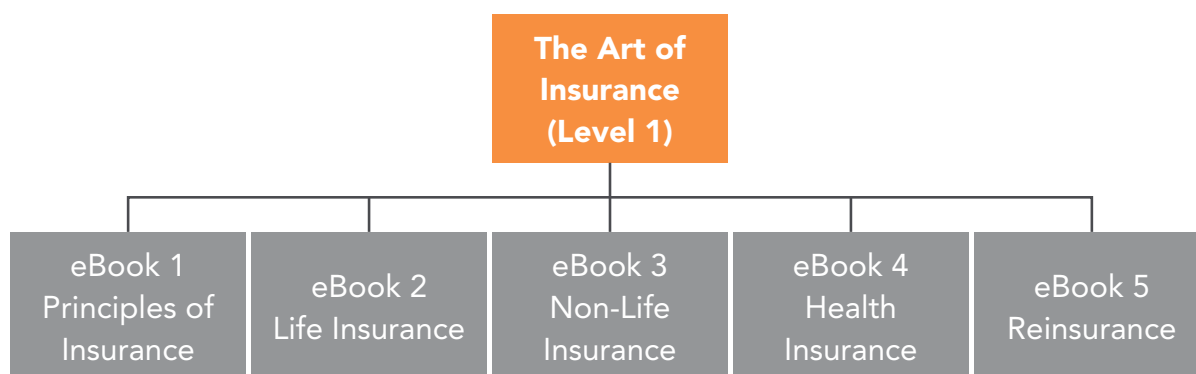 The Art of
Insurance
(Level 1)
eBook 1
Principles of
Insurance
eBook 2
Life Insurance
eBook 3
Non-Life
Insurance
eBook 4
Health
Insurance
eBook 5
Reinsurance